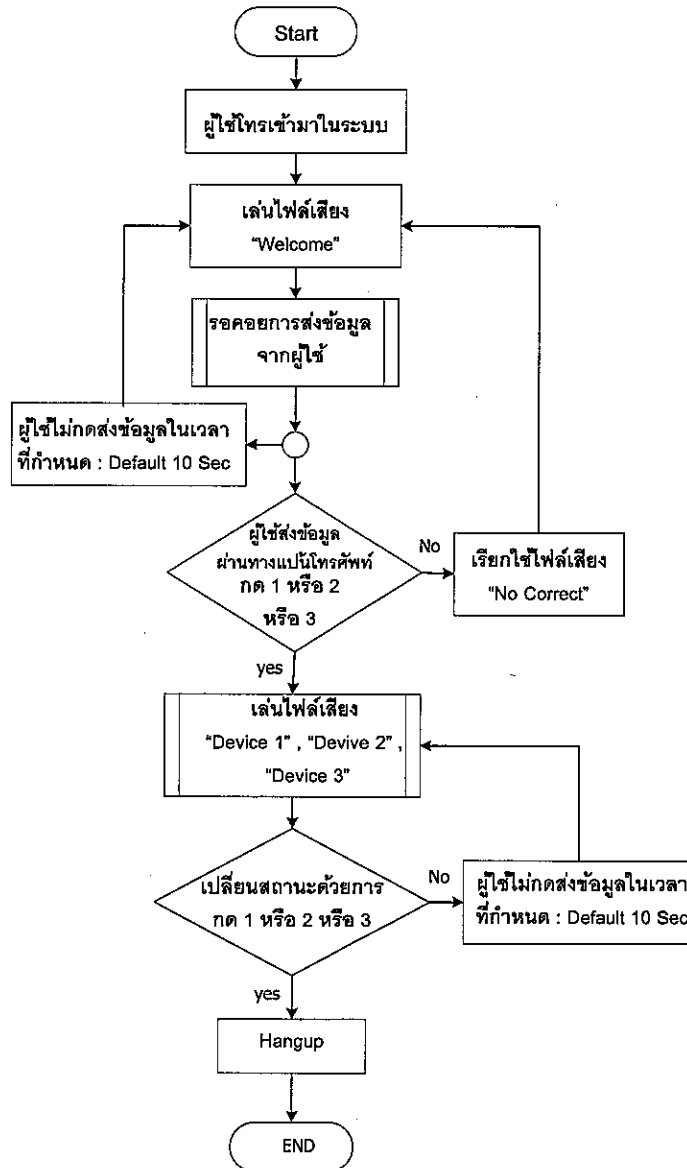 Start
ผู้ใช้โทรเข้ามาในระบบ
เล่นไฟล์เสียง
“Welcome”
รอคอยการส่งข้อมูล
จากผู้ใช้
ผู้ใช้ไม่กดส่งข้อมูลในเวลา
ที่กำหนด : Default 10 Sec
ผู้ใช้ส่งข้อมูล
ผ่านทางแป้นโทรศัพท์
กด 1 หรือ 2
หรือ 3
No
เรียกใช้ไฟล์เสียง
“No Correct”
yes
เล่นไฟล์เสียง
“Device 1” , “Devive 2” ,
“Device 3”
เปลี่ยนสถานะด้วยการ
กด 1 หรือ 2 หรือ 3
No
ผู้ใช้ไม่กดส่งข้อมูลในเวลา
ที่กำหนด : Default 10 Sec
yes
Hangup
END